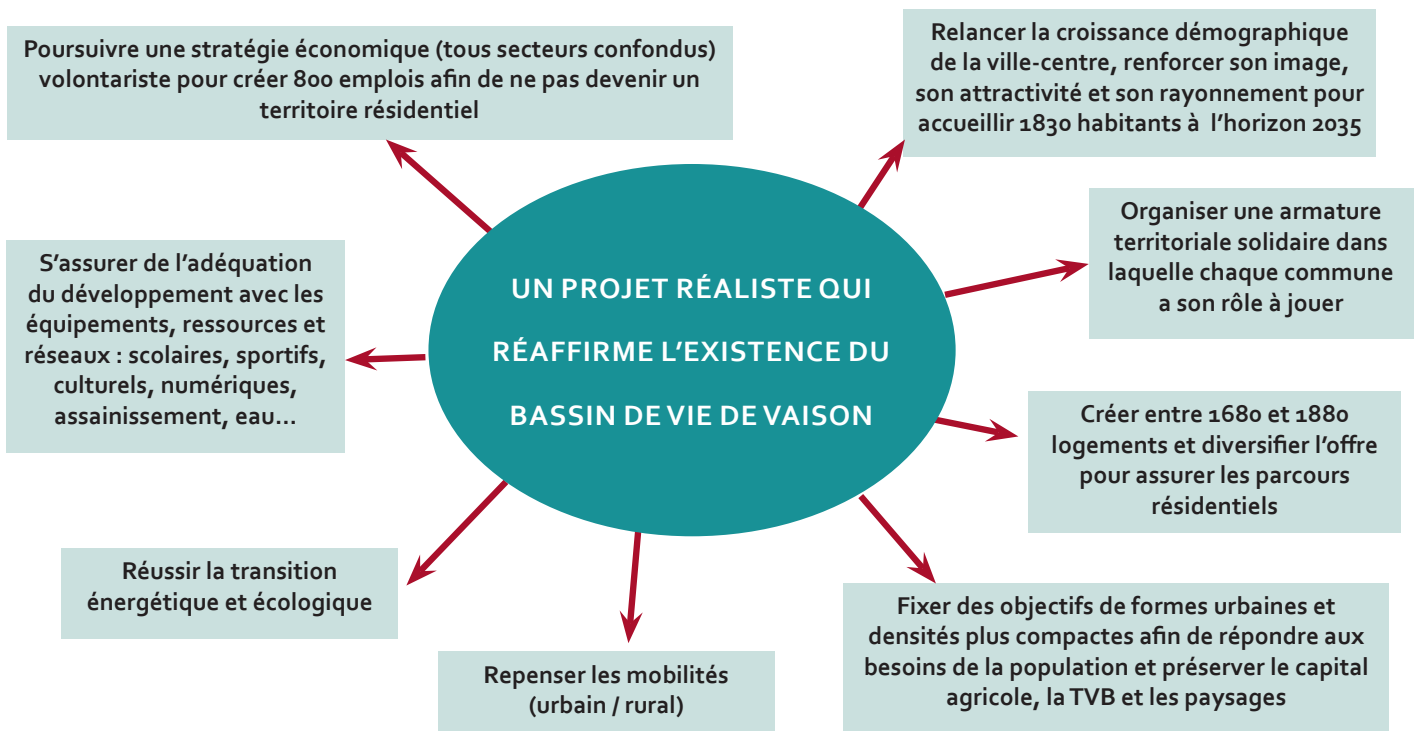 Poursuivre une stratégie économique (tous secteurs confondus)
volontariste pour créer 800 emplois afin de ne pas devenir un
territoire résidentiel
Relancer la croissance démographique
de la ville-centre, renforcer son image,
son attractivité et son rayonnement pour
accueillir 1830 habitants à l'horizon 2035
Organiser une armature
territoriale solidaire dans
laquelle chaque commune
a son rôle à jouer
S'assurer de l'adéquation
du développement avec les
équipements, ressources et
réseaux : scolaires, sportifs,
culturels, numériques,
assainissement, eau...
UN PROJET RÉALISTE QUI
RÉAFFIRME L'EXISTENCE DU
BASSIN DE VIE DE VAISON
Créer entre 1680 et 1880
logements et diversifier l'offre
pour assurer les parcours
résidentiels
Réussir la transition
énergétique et écologique
Repenser les mobilités
(urbain / rural)
Fixer des objectifs de formes urbaines et
densités plus compactes afin de répondre aux
besoins de la population et préserver le capital
agricole, la TVB et les paysages